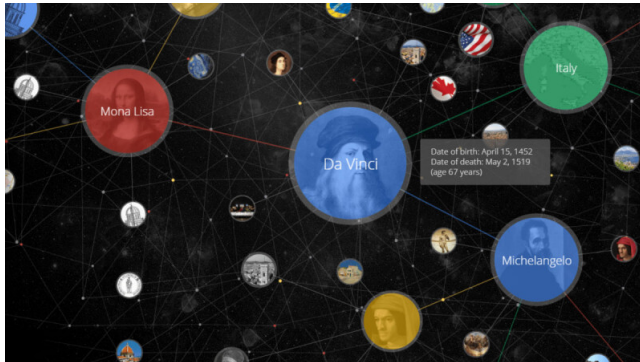 Mona Lisa
Italy
Da Vinci
Date of birth: April 15, 1452
Date of death: May 2, 1519
(age 67 years)
Michelangelo